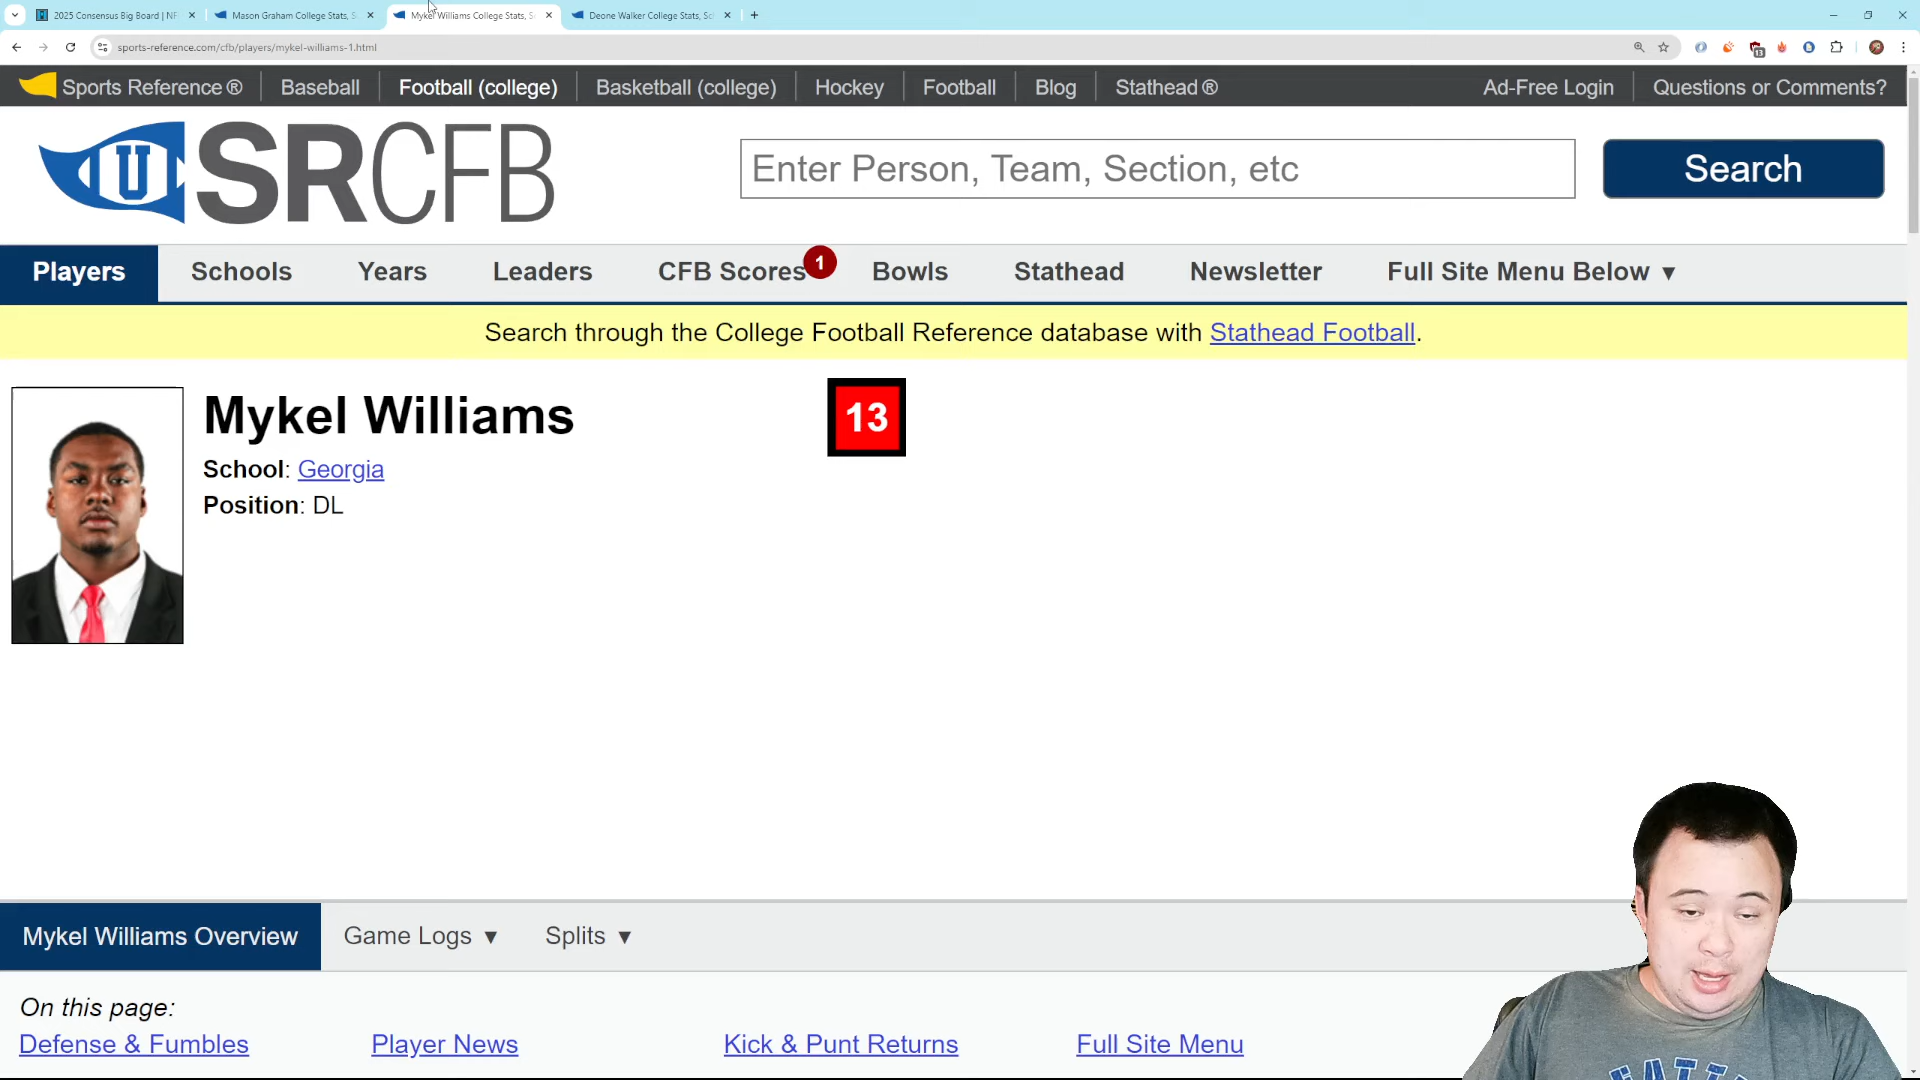 2025 Consensus Big Board | NF
Mason Graham College Stats, S
Mykel Williams College Stats, S
Deone Walker College Stats, Sc
sports-reference.com/cfb/players/mykel-williams-1.html
13
Sports Reference ®
Baseball
Football (college)
Basketball (college)
Hockey
Football
Blog
Stathead ®
Ad-Free Login
Questions or Comments?
U SRCFB
Enter Person, Team, Section, etc
Search
Players
Schools
Years
Leaders
CFB Scores 1
Bowls
Stathead
Newsletter
Full Site Menu Below ▼
Search through the College Football Reference database with Stathead Football.
Mykel Williams
13
School: Georgia
Position: DL
Mykel Williams Overview
Game Logs ▼
Splits ▼
On this page:
Defense & Fumbles
Player News
Kick & Punt Returns
Full Site Menu